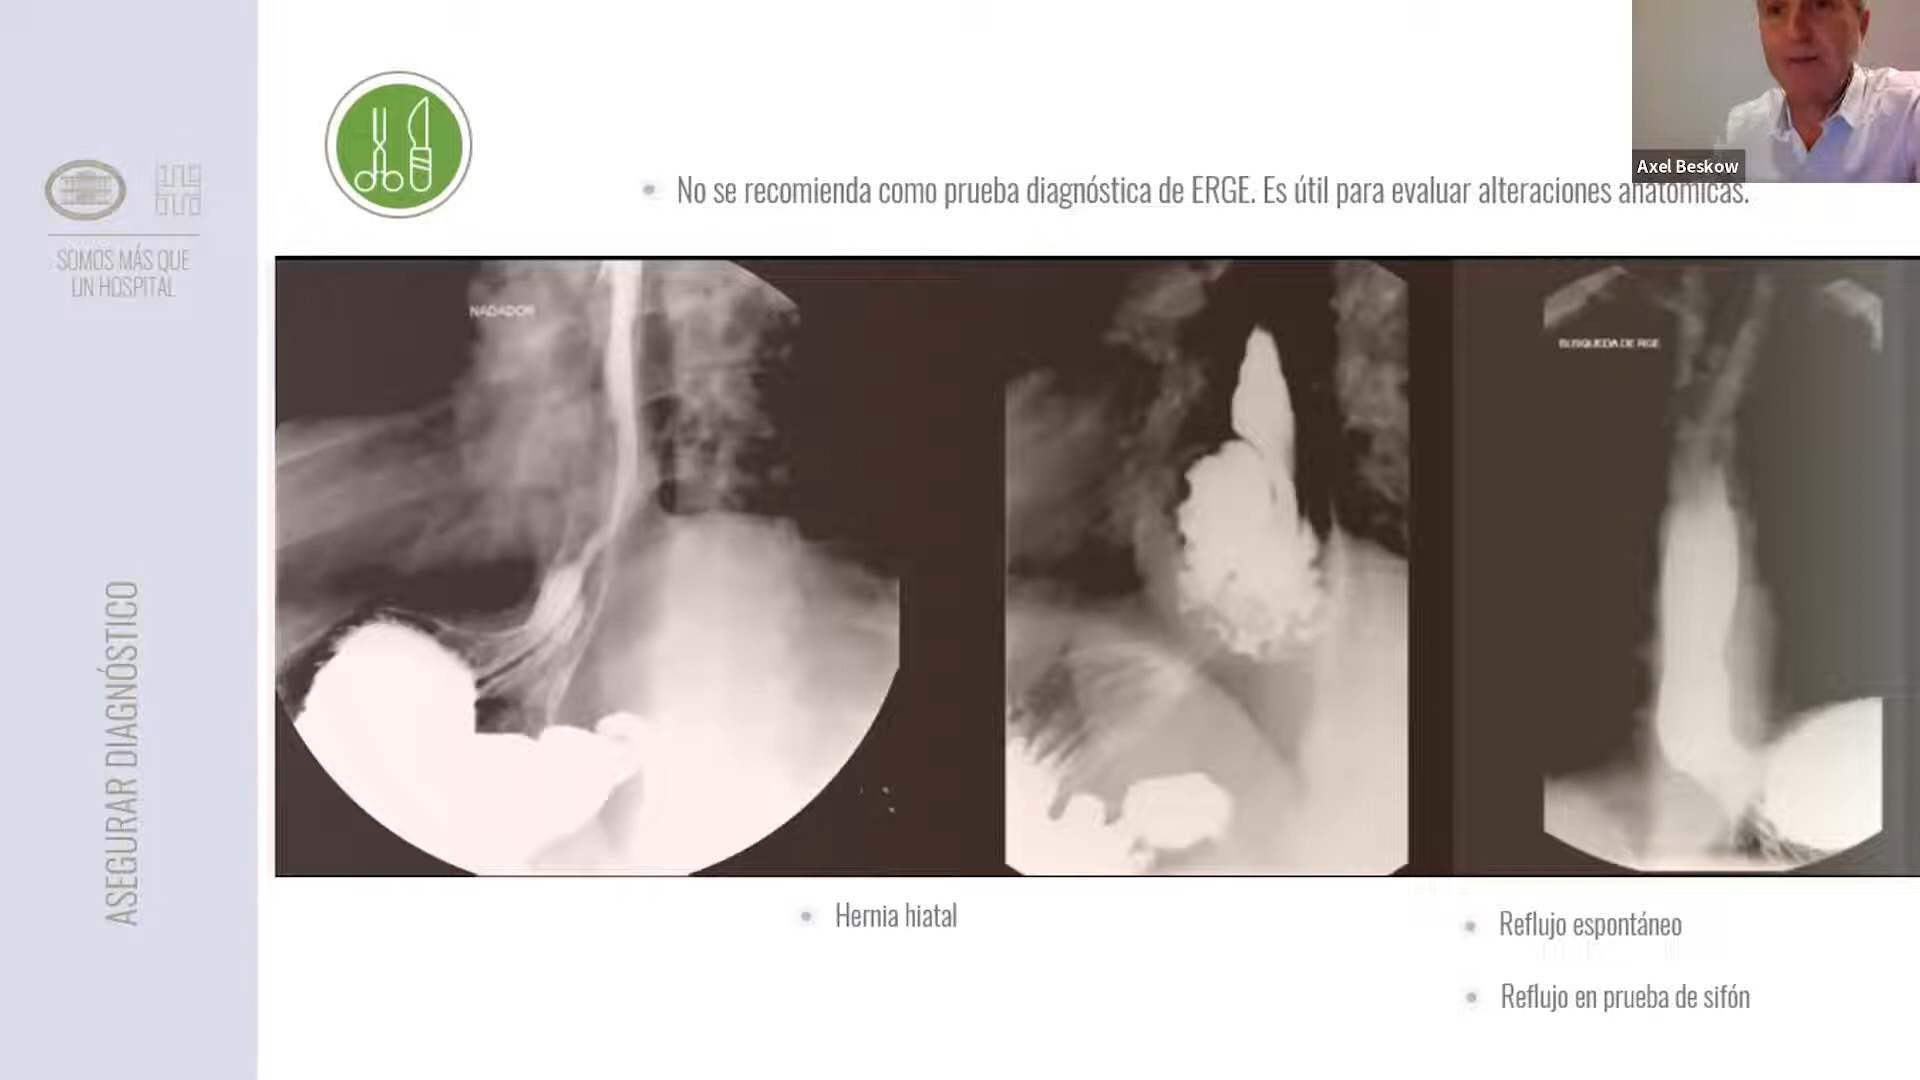 Axel Beskow
No se recomienda como prueba diagnóstica de ERGE. Es útil para evaluar alteraciones anatómicas.
SOMOS MÁS QUE
UN HOSPITAL
NADADOR
BUSQUEDA DE RGE
ASEGURAR DIAGNÓSTICO
Hernia hiatal
Reflujo espontáneo
Reflujo en prueba de sifón